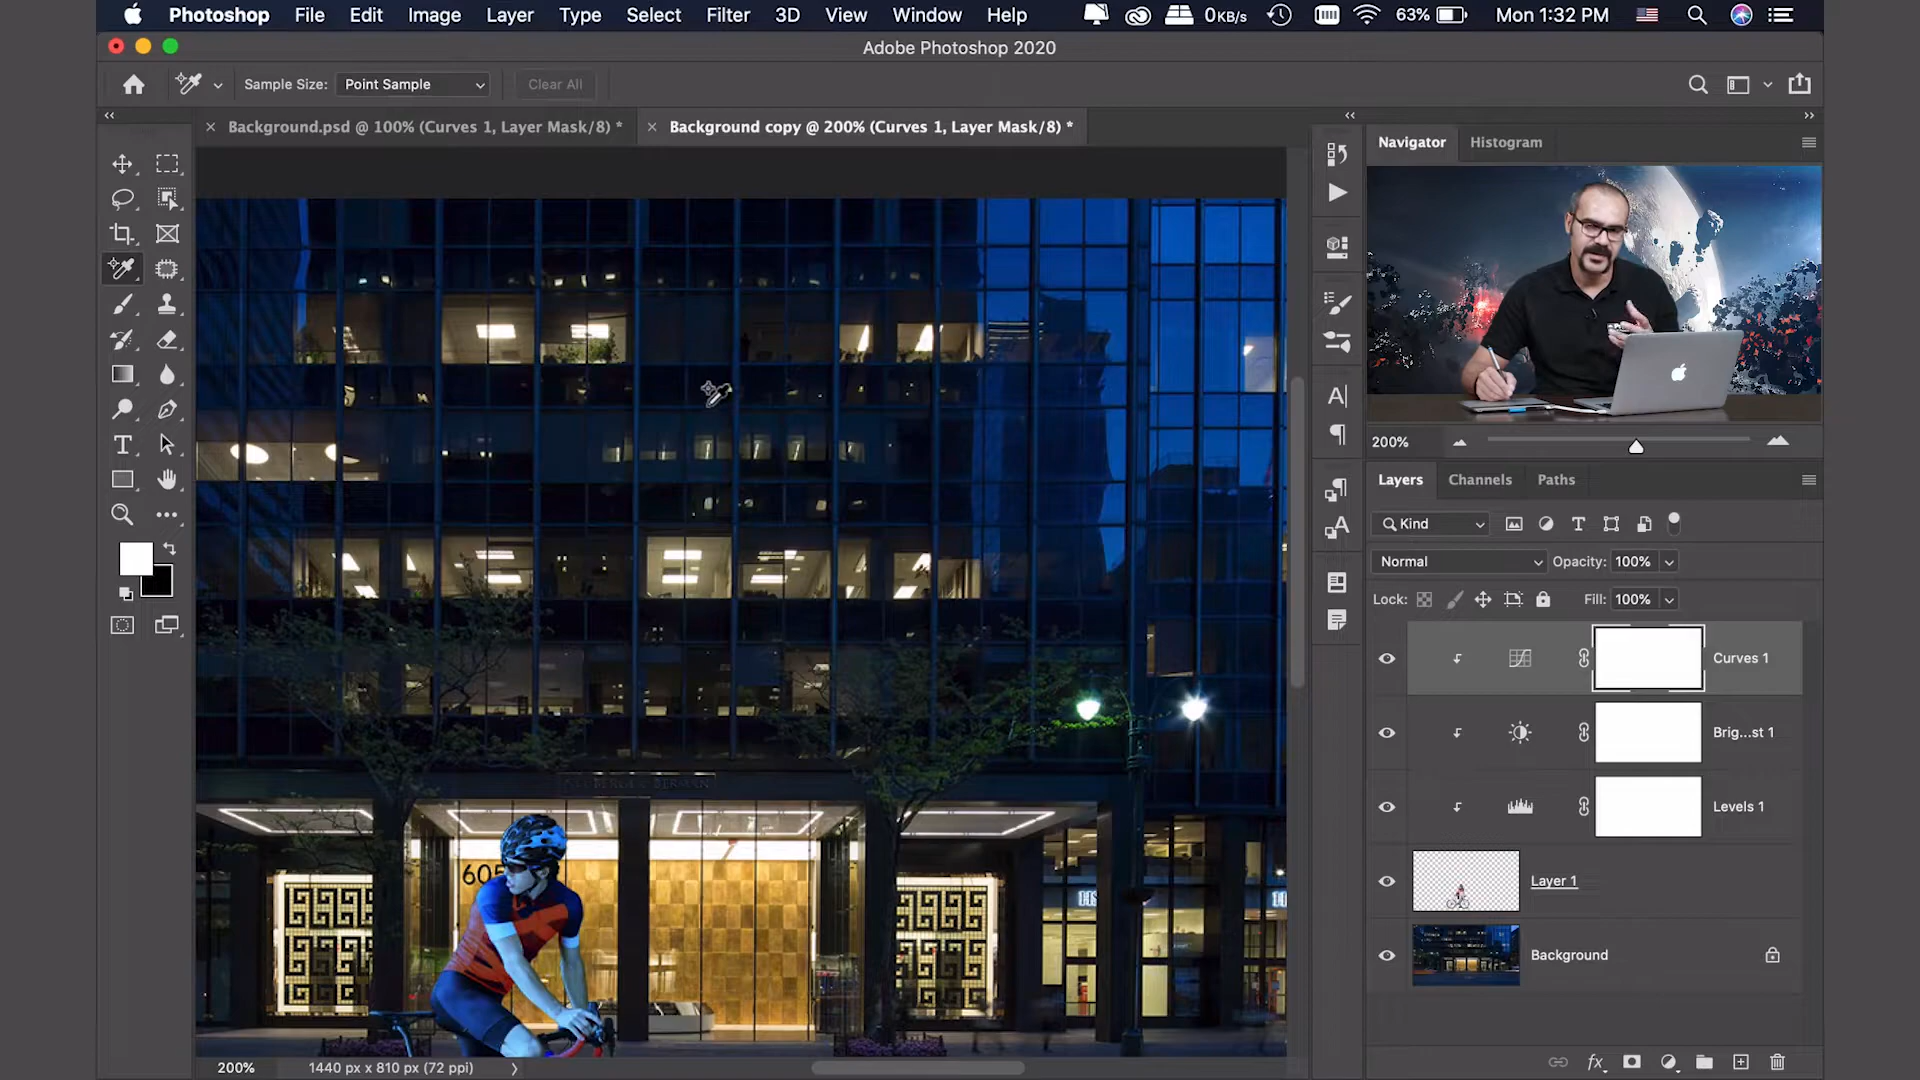 Photoshop File Edit Image Layer Type Select Filter 3D View Window Help 0KB/s 63% Mon 1:32 PM
Adobe Photoshop 2020
Sample Size: Point Sample Clear All
Background.psd @ 100% (Curves 1, Layer Mask/8) * Background copy @ 200% (Curves 1, Layer Mask/8) *
Navigator Histogram
200%
Layers Channels Paths
Kind
Normal Opacity: 100%
Lock: Fill: 100%
Curves 1
Brig...st 1
Levels 1
Layer 1
Background
NEUBERGER BERMAN
605
200% 1440 px x 810 px (72 ppi)